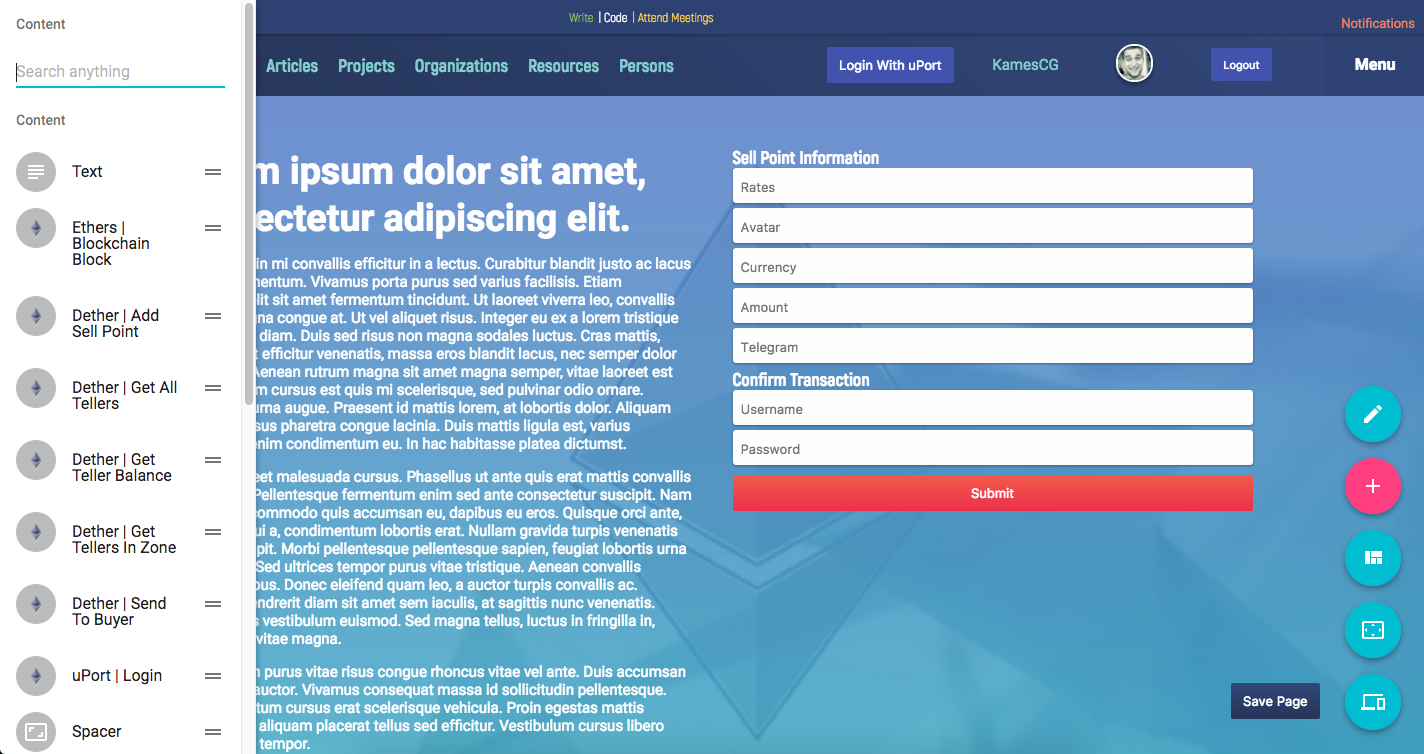 Content
Search anything
Content
Text
Ethers |
Blockchain
Block
Dether | Add
Sell Point
Dether | Get All
Tellers
Dether | Get
Teller Balance
Dether | Get
Tellers In Zone
Dether | Send
To Buyer
uPort | Login
Spacer
Write | Code | Attend Meetings
Notifications
Articles Projects Organizations Resources Persons Login With uPort KamesCG Logout Menu
m ipsum dolor sit amet,
ectetur adipiscing elit.
in mi convallis efficitur in a lectus. Curabitur blandit justo ac lacus
mentum. Vivamus porta purus sed varius facilisis. Etiam
elit sit amet fermentum tincidunt. Ut laoreet viverra leo, convallis
na congue at. Ut vel aliquet risus. Integer eu ex a lorem tristique
diam. Duis sed risus non magna sodales luctus. Cras mattis,
t efficitur venenatis, massa eros blandit lacus, nec semper dolor
Aenean rutrum magna sit amet magna semper, vitae laoreet est
m cursus est quis mi scelerisque, sed pulvinar odio ornare.
urna augue. Praesent id mattis lorem, at lobortis dolor. Aliquam
sus pharetra congue lacinia. Duis mattis ligula est, varius
enim condimentum eu. In hac habitasse platea dictumst.
eet malesuada cursus. Phasellus ut ante quis erat mattis convallis
Pellentesque fermentum enim sed ante consectetur suscipit. Nam
commodo quis accumsan eu, dapibus eu eros. Quisque orci ante,
ui a, condimentum lobortis erat. Nullam gravida turpis venenatis
pit. Morbi pellentesque pellentesque sapien, feugiat lobortis urna
Sed ultrices tempor purus vitae tristique. Aenean convallis
bus. Donec eleifend quam leo, a auctor turpis convallis ac.
endrerit diam sit amet sem iaculis, at sagittis nunc venenatis.
s vestibulum euismod. Sed magna tellus, luctus in fringilla in,
vitae magna.
n purus vitae risus congue rhoncus vitae vel ante. Duis accumsan
auctor. Vivamus consequat massa id sollicitudin pellentesque.
tum cursus erat scelerisque vehicula. Proin egestas mattis
aliquam placerat tellus sed efficitur. Vestibulum cursus libero
tempor.
Sell Point Information
Rates
Avatar
Currency
Amount
Telegram
Confirm Transaction
Username
Password
Submit
Save Page